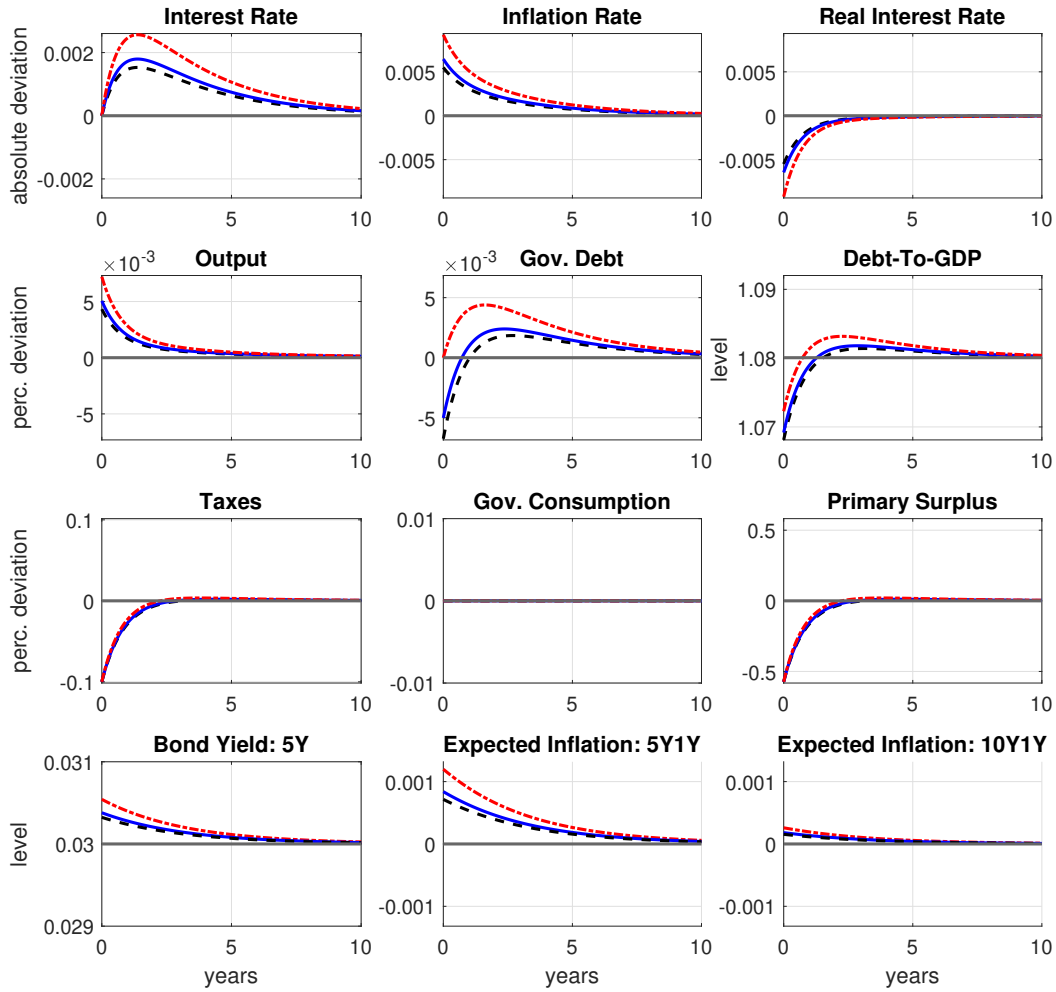 Interest Rate
Inflation Rate
Real Interest Rate
absolute deviation
0.002
0
-0.002
0 5 10
0.005
0
-0.005
0 5 10
0.005
0
-0.005
0 5 10
Output
Gov. Debt
Debt-To-GDP
perc. deviation
×10⁻³
5
0
-5
0 5 10
×10⁻³
5
0
-5
0 5 10
level
1.09
1.08
1.07
0 5 10
Taxes
Gov. Consumption
Primary Surplus
perc. deviation
0.1
0
-0.1
0 5 10
0.01
0
-0.01
0 5 10
0.5
0
-0.5
0 5 10
Bond Yield: 5Y
Expected Inflation: 5Y1Y
Expected Inflation: 10Y1Y
level
0.031
0.03
0.029
0 5 10
years
0.001
0
-0.001
0 5 10
years
0.001
0
-0.001
0 5 10
years